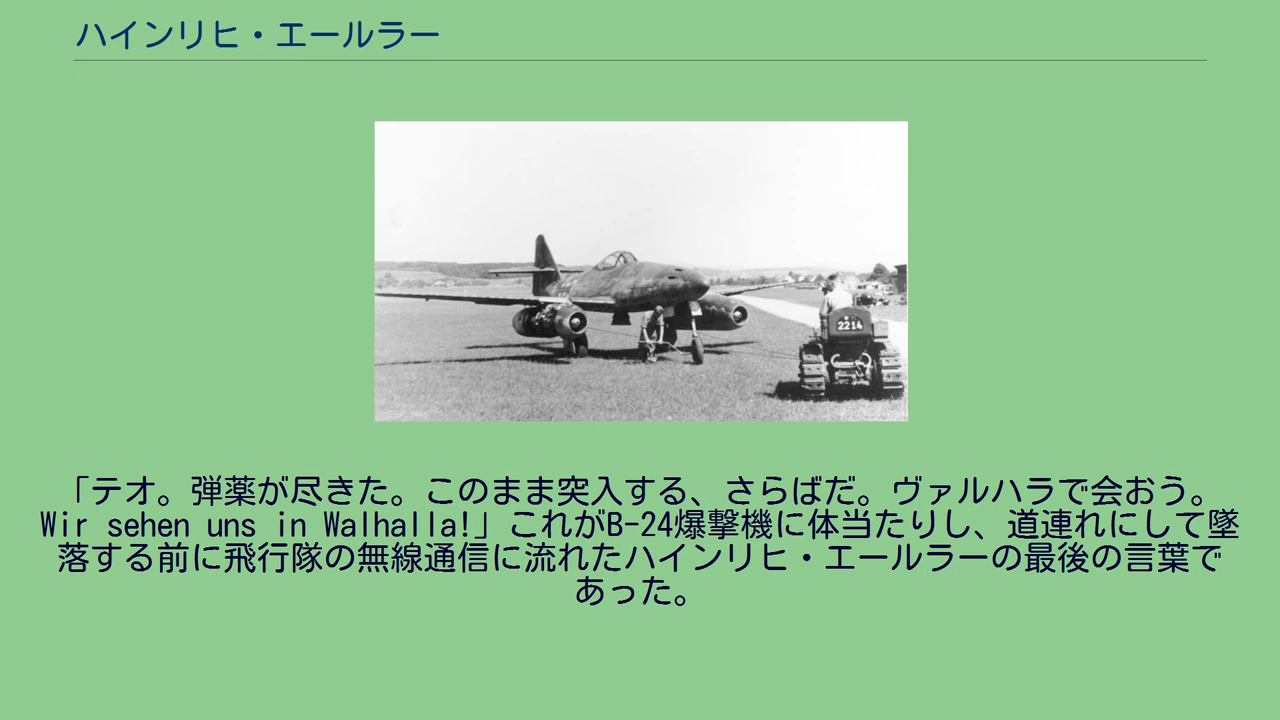 ハインリヒ・エールラー
2214
「テオ。弾薬が尽きた。このまま突入する、さらばだ。ヴァルハラで会おう。
Wir sehen uns in Walhalla!」これがB-24爆撃機に体当たりし、道連れにして墜
落する前に飛行隊の無線通信に流れたハインリヒ・エールラーの最後の言葉で
あった。